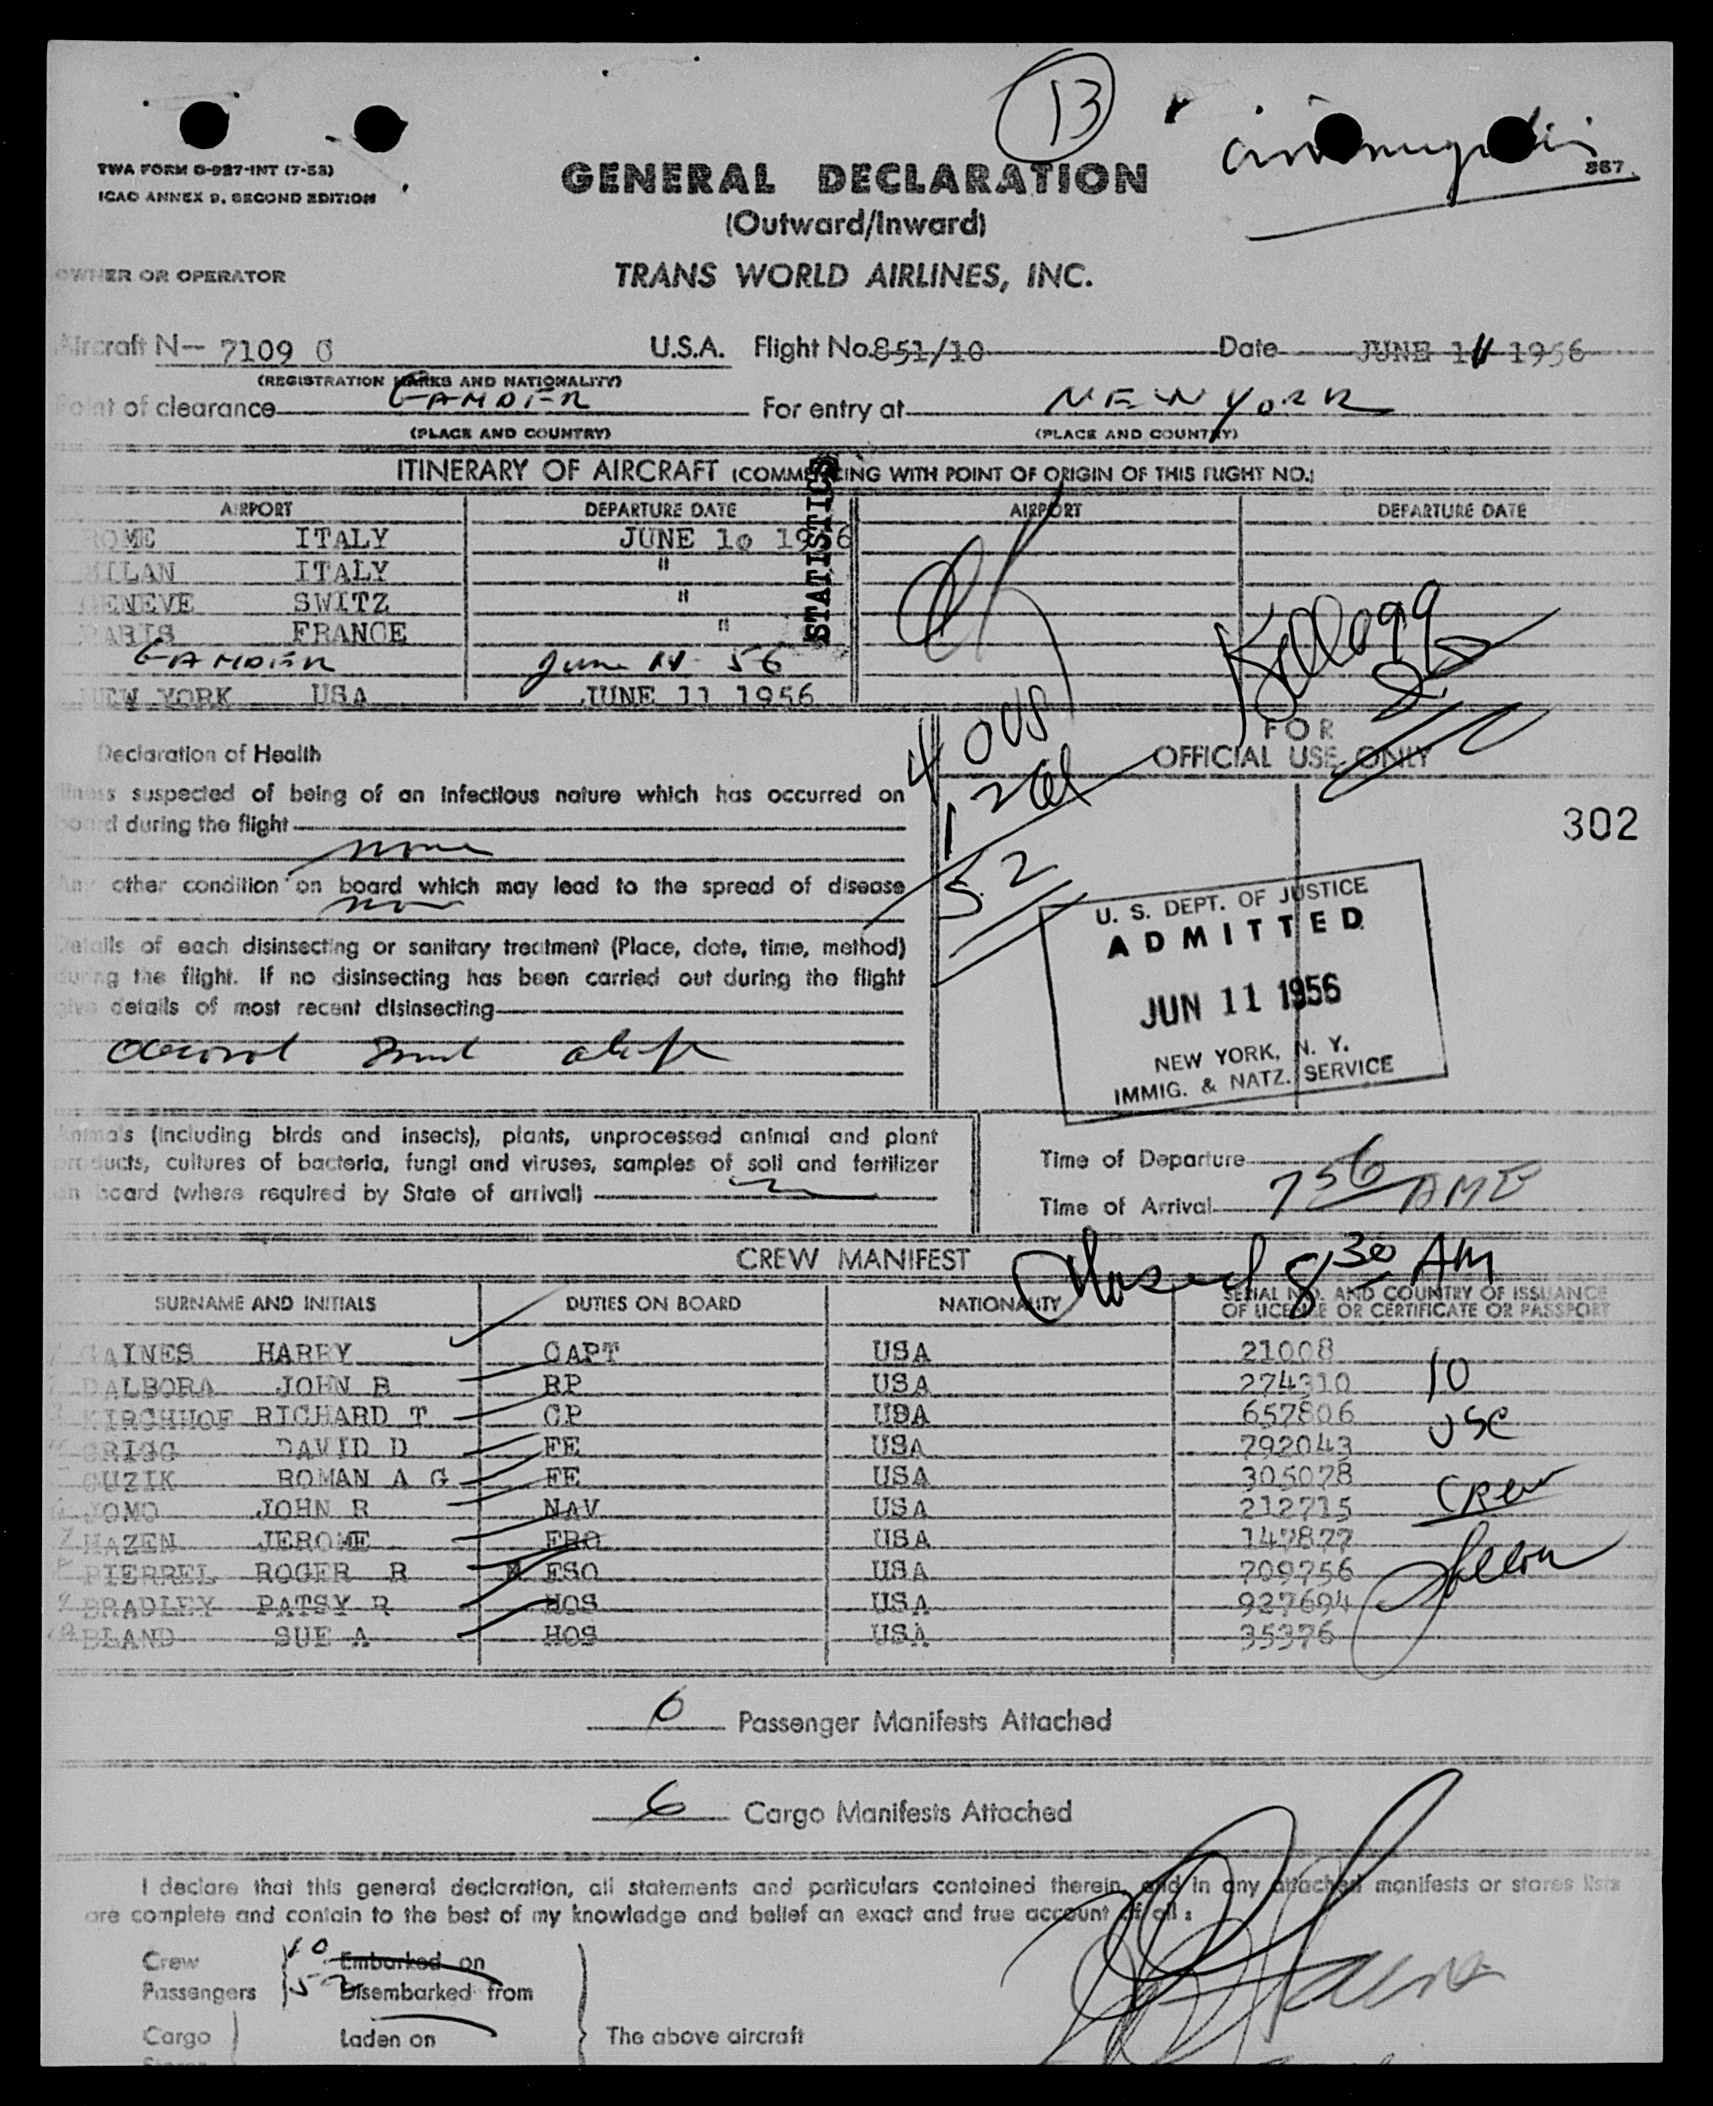 13
TWA FORM O-927-INT (7-53)
ICAO ANNEX 9, SECOND EDITION
867
GENERAL DECLARATION
(Outward/Inward)
OWNER OR OPERATOR
TRANS WORLD AIRLINES, INC.
Aircraft N— 7109 C U.S.A. Flight No. 851/10 Date JUNE 11 1956
(REGISTRATION MARKS AND NATIONALITY)
Point of clearance GANDER For entry at NEW YORK
(PLACE AND COUNTRY) (PLACE AND COUNTRY)
ITINERARY OF AIRCRAFT (COMMENCING WITH POINT OF ORIGIN OF THIS FLIGHT NO.)
AIRPORT DEPARTURE DATE AIRPORT DEPARTURE DATE
ROME ITALY JUNE 10 1956
MILAN ITALY "
GENEVE SWITZ "
PARIS FRANCE "
GANDER June 11 56
NEW YORK USA JUNE 11 1956
STATISTICS
Kellogg
FOR
OFFICIAL USE ONLY
40 US
12 al
52
302
Declaration of Health
Illness suspected of being of an infectious nature which has occurred on
board during the flight
none
Any other condition on board which may lead to the spread of disease
none
Details of each disinsecting or sanitary treatment (Place, date, time, method)
during the flight. If no disinsecting has been carried out during the flight
give details of most recent disinsecting
aerosol
U. S. DEPT. OF JUSTICE
ADMITTED
JUN 11 1956
NEW YORK, N. Y.
IMMIG. & NATZ. SERVICE
Animals (including birds and insects), plants, unprocessed animal and plant
products, cultures of bacteria, fungi and viruses, samples of soil and fertilizer
on board (where required by State of arrival)
Time of Departure
Time of Arrival 7 56 AM
CREW MANIFEST
8 30 AM
SURNAME AND INITIALS DUTIES ON BOARD NATIONALITY SERIAL NO. AND COUNTRY OF ISSUANCE
OF LICENSE OR CERTIFICATE OR PASSPORT
GAINES HARRY CAPT USA 21008
DALBORA JOHN B RP USA 274310
KIRCHHOF RICHARD T CP USA 657806
GRIGG DAVID D FE USA 792043
GUZIK ROMAN A G FE USA 305078
JOMO JOHN R NAV USA 212715
HAZEN JEROME FRO USA 147877
PIERREL ROGER R FSO USA 709756
BRADLEY PATSY R HOS USA 927694
BLAND SUE A HOS USA 35376
10
USC
Crew
6 Passenger Manifests Attached
6 Cargo Manifests Attached
I declare that this general declaration, all statements and particulars contained therein, and in any attached manifests or stores lists
are complete and contain to the best of my knowledge and belief an exact and true account of all:
Crew 10 Embarked on
Passengers 52 Disembarked from
Cargo Laden on The above aircraft